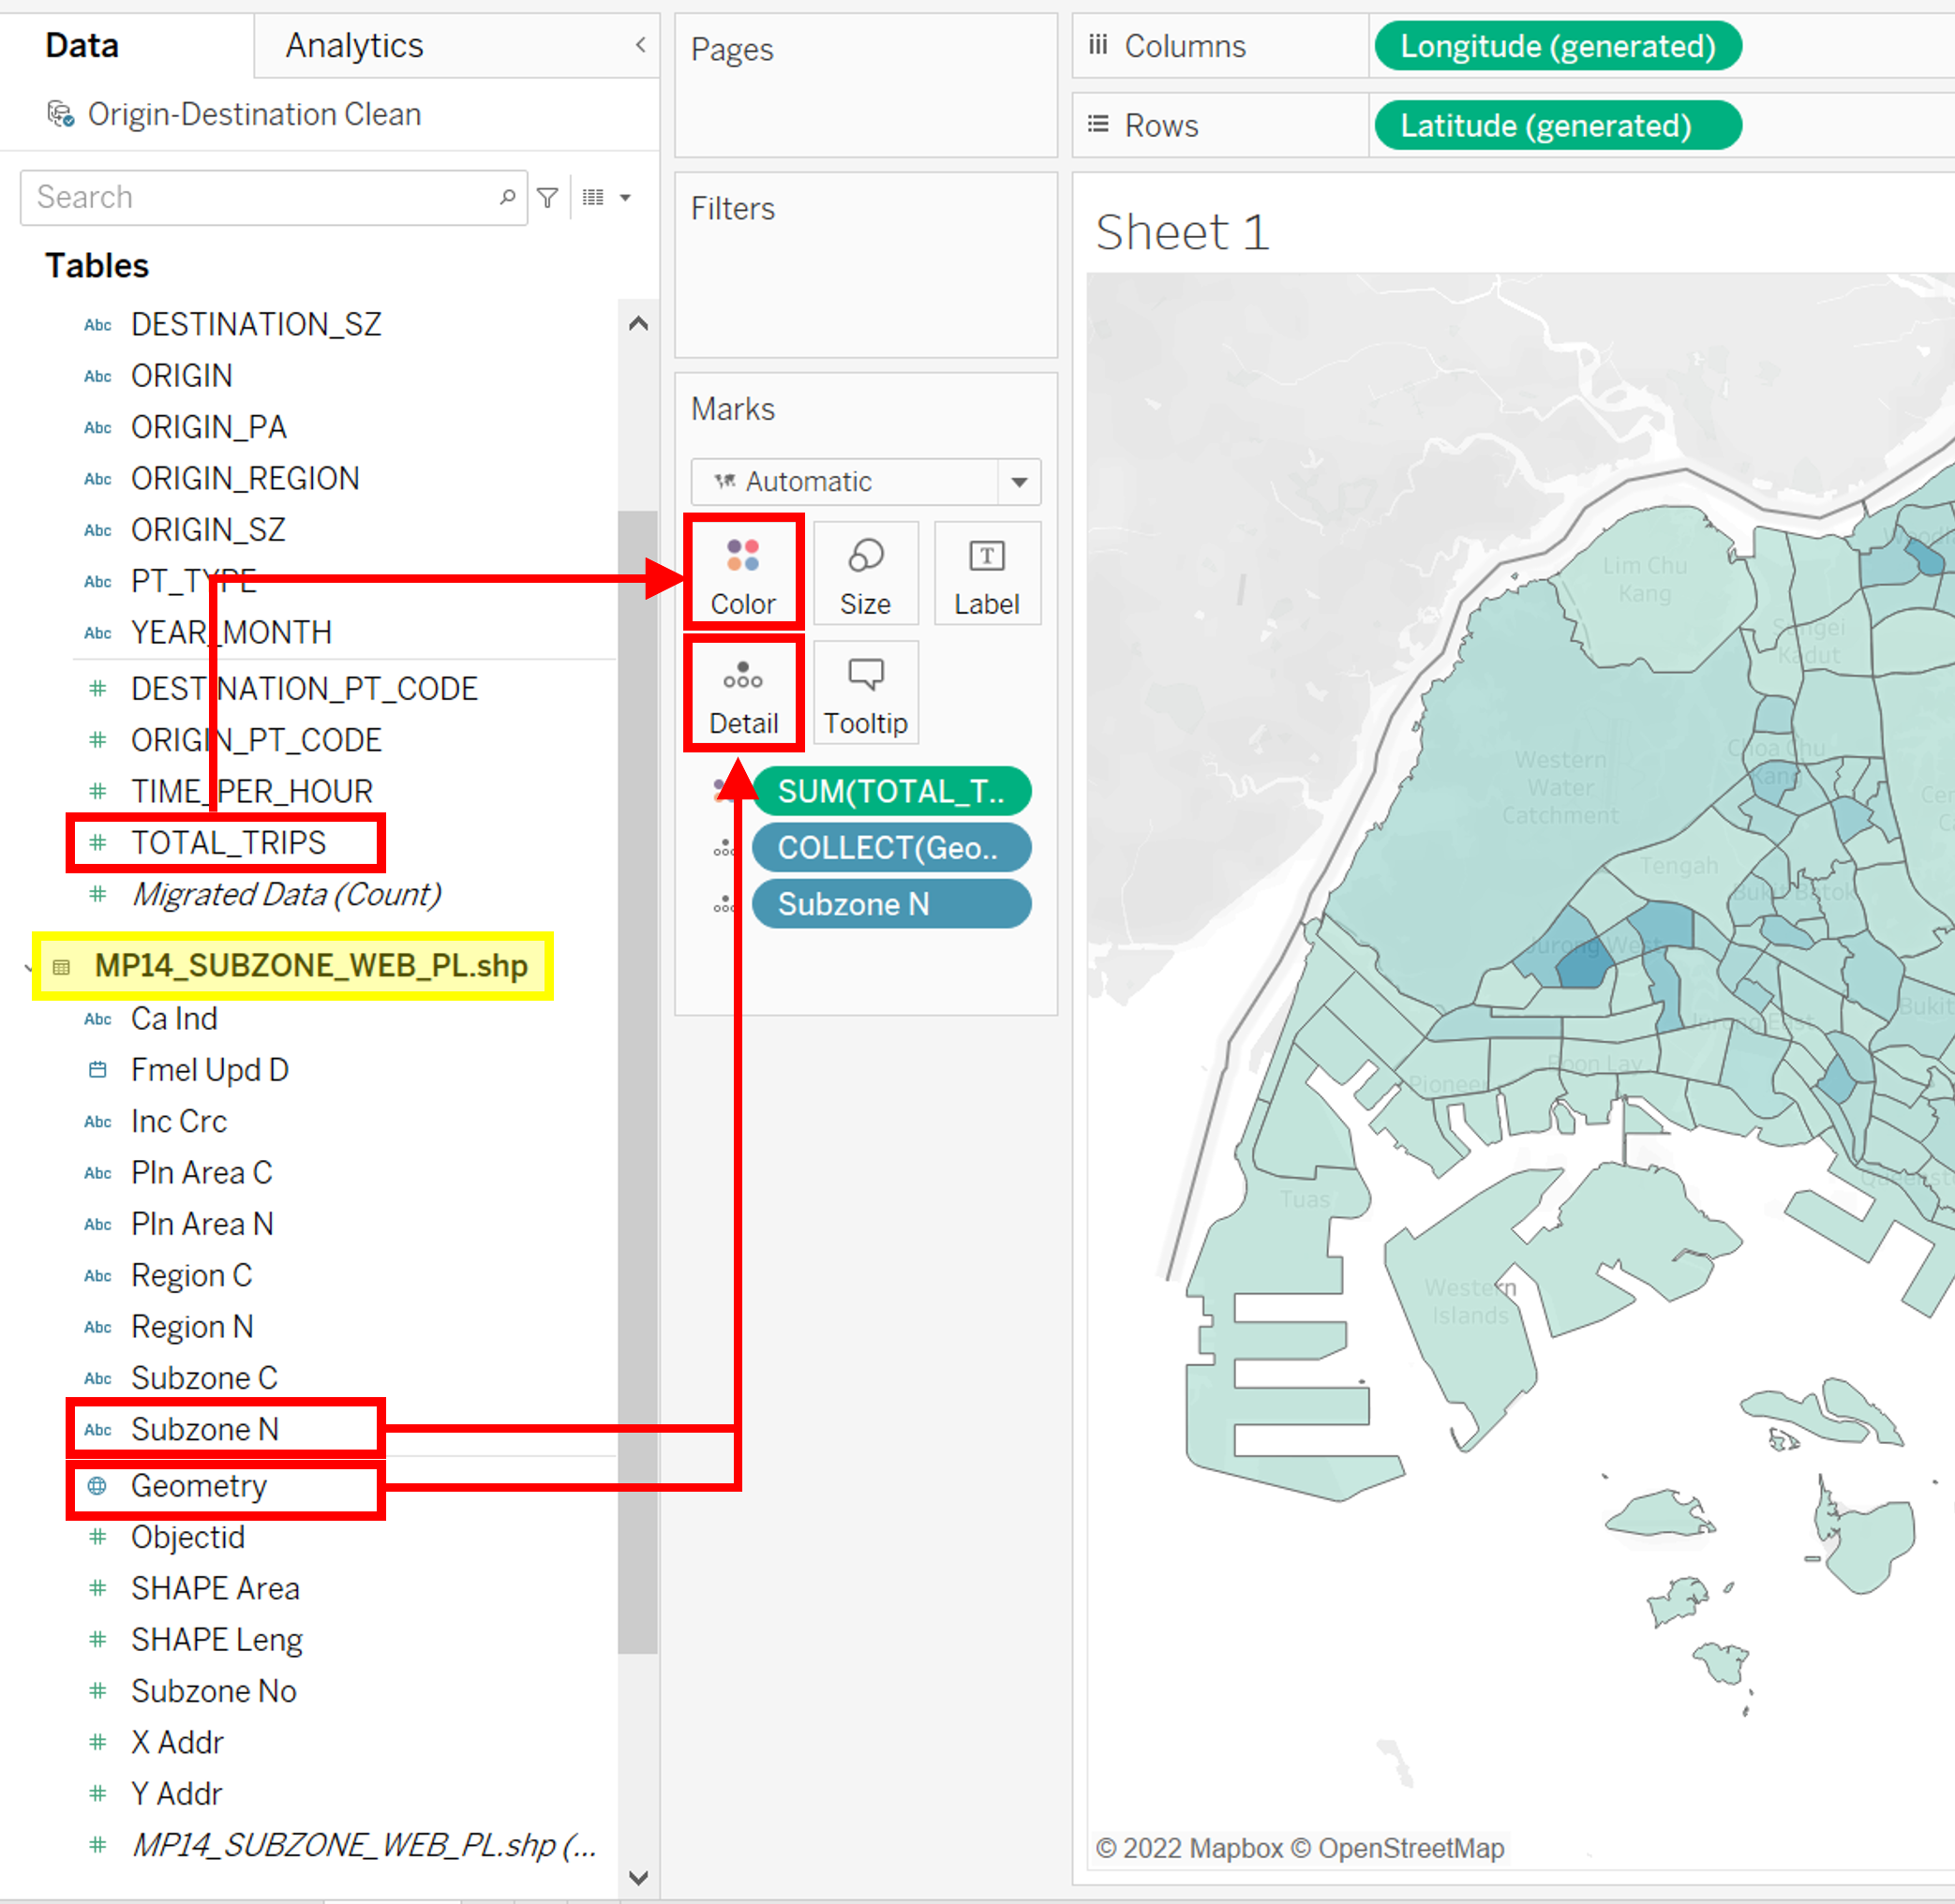 Data
Analytics
Origin-Destination Clean
Search
Tables
Abc DESTINATION_SZ
Abc ORIGIN
Abc ORIGIN_PA
Abc ORIGIN_REGION
Abc ORIGIN_SZ
Abc PT_TYPE
Abc YEAR_MONTH
# DESTINATION_PT_CODE
# ORIGIN_PT_CODE
# TIME_PER_HOUR
# TOTAL_TRIPS
# Migrated Data (Count)
MP14_SUBZONE_WEB_PL.shp
Abc Ca Ind
Fmel Upd D
Abc Inc Crc
Abc Pln Area C
Abc Pln Area N
Abc Region C
Abc Region N
Abc Subzone C
Abc Subzone N
Geometry
# Objectid
# SHAPE Area
# SHAPE Leng
# Subzone No
# X Addr
# Y Addr
# MP14_SUBZONE_WEB_PL.shp (...
Pages
Filters
Marks
Automatic
Color
Size
T
Label
Detail
Tooltip
SUM(TOTAL_T..
COLLECT(Geo..
Subzone N
iii Columns
Longitude (generated)
Rows
Latitude (generated)
Sheet 1
Lim Chu
Kang
Sungei
Kadut
Western
Water
Catchment
Choa Chu
Kang
Tengah
Bukit Batok
Jurong West
Jurong East
Bukit
Boon Lay
Pioneer
Tuas
Western
Islands
© 2022 Mapbox © OpenStreetMap